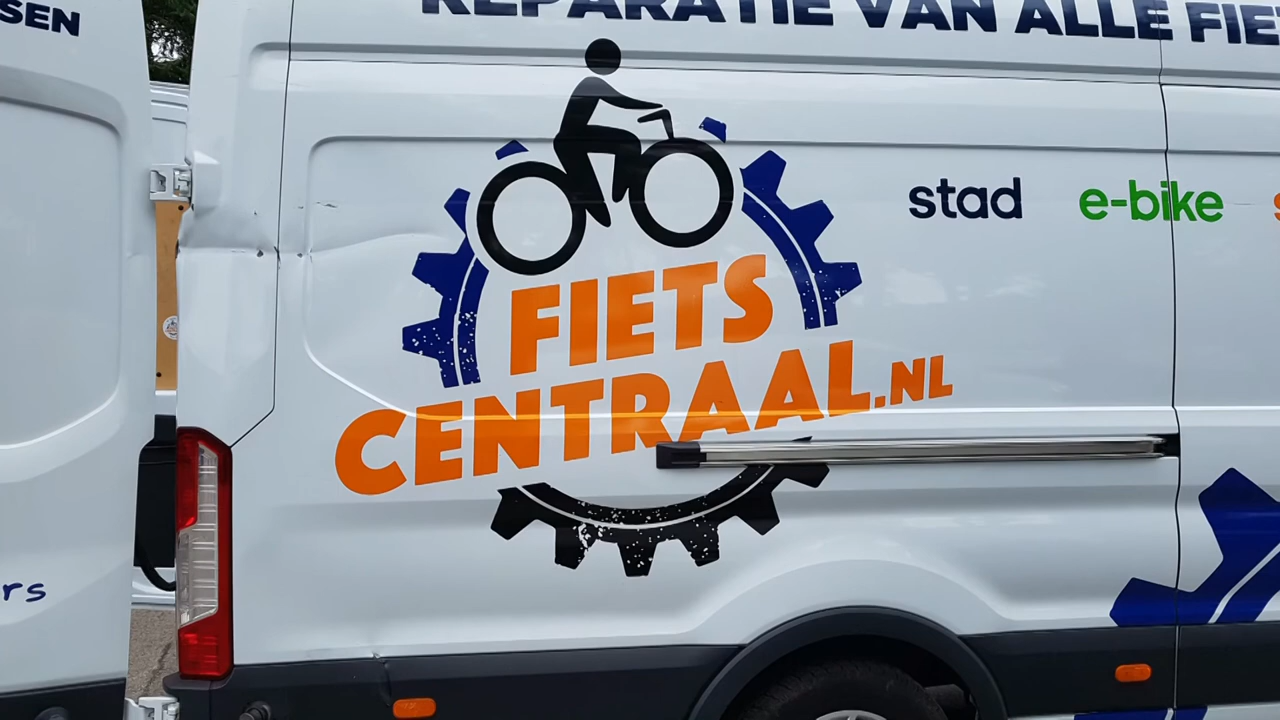 SEN
REPARATIE VAN ALLE FIE
stad
e-bike
FIETS
CENTRAAL.NL
rs